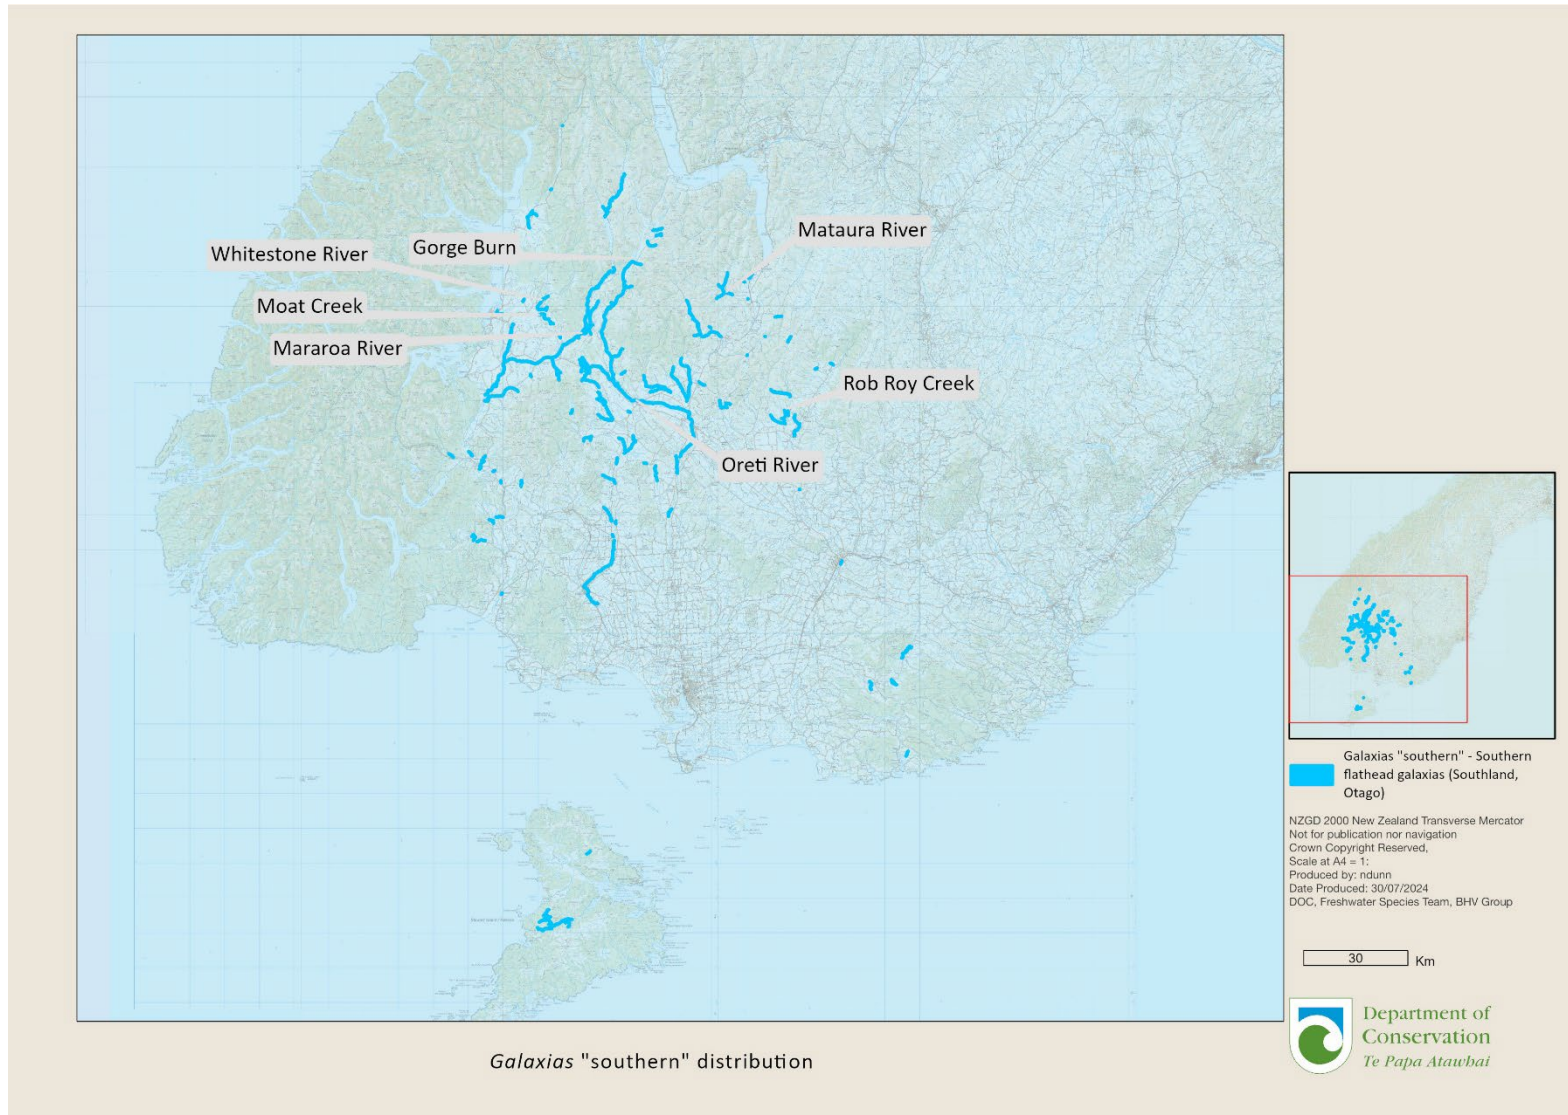 Mataura River
Gorge Burn
Whitestone River
Moat Creek
Mararoa River
Rob Roy Creek
Oreti River
Galaxias "southern" - Southern
flathead galaxias (Southland,
Otago)
NZGD 2000 New Zealand Transverse Mercator
Not for publication nor navigation
Crown Copyright Reserved,
Scale at A4 = 1:
Produced by: ndunn
Date Produced: 30/07/2024
DOC, Freshwater Species Team, BHV Group
30 Km
Department of
Conservation
Te Papa Atawhai
Galaxias "southern" distribution